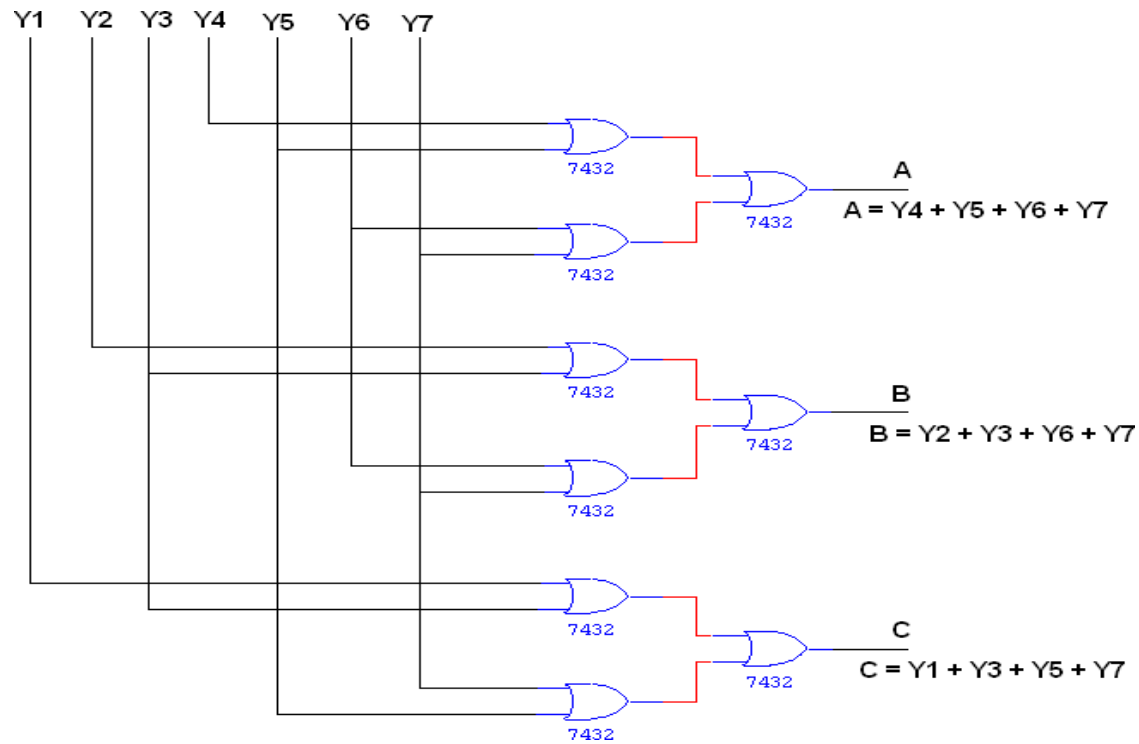 Y1 Y2 Y3 Y4 Y5 Y6 Y7
7432
A
7432
A = Y4 + Y5 + Y6 + Y7
7432
7432
B
7432
B = Y2 + Y3 + Y6 + Y7
7432
7432
C
7432
C = Y1 + Y3 + Y5 + Y7
7432